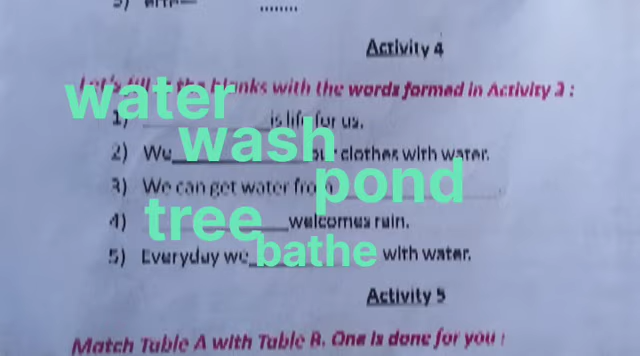 ........
Activity 4
Let's fill the blanks with the words formed in Activity 3 :
water
1) is life for us.
wash
2) We our clothes with water.
pond
3) We can get water from
tree
4) welcomes rain.
bathe
5) Everyday we with water.
Activity 5
Match Table A with Table B. One is done for you :